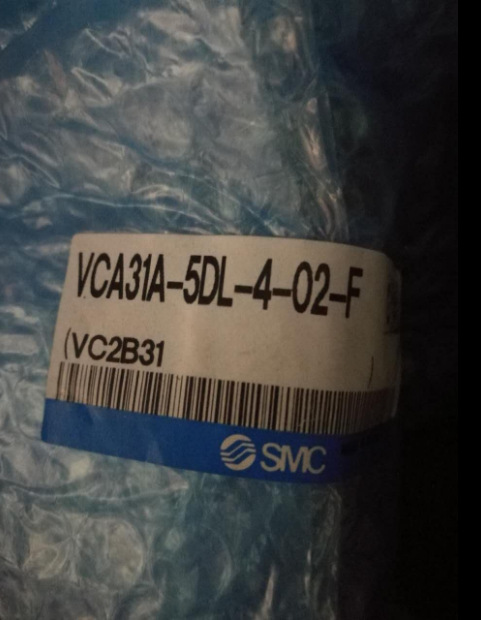 VCA31A-5DL-4-02-F
(VC2B31 )
SMC